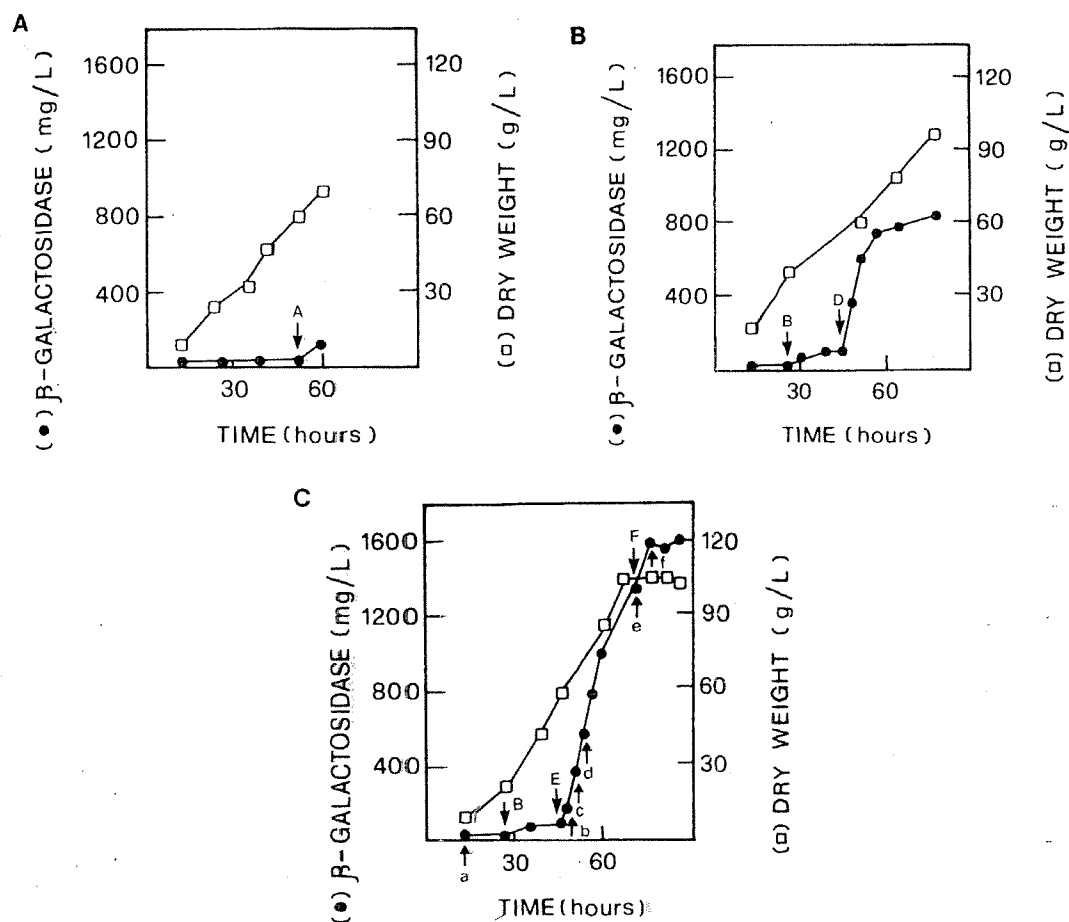 A
(●) β-GALACTOSIDASE (mg/L)
1600
1200
800
400
120
90
60
30
(□) DRY WEIGHT (g/L)
A
30 60
TIME (hours)
B
(●) β-GALACTOSIDASE (mg/L)
1600
1200
800
400
120
90
60
30
(□) DRY WEIGHT (g/L)
B
D
30 60
TIME (hours)
C
(●) β-GALACTOSIDASE (mg/L)
1600
1200
800
400
120
90
60
30
(□) DRY WEIGHT (g/L)
F
f
e
E
B
d
c
b
a
30 60
TIME (hours)